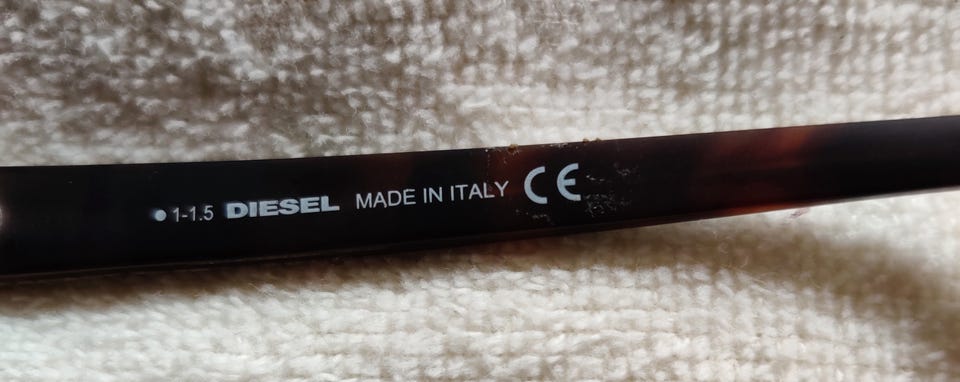 ●1-1.5 DIESEL MADE IN ITALY CE